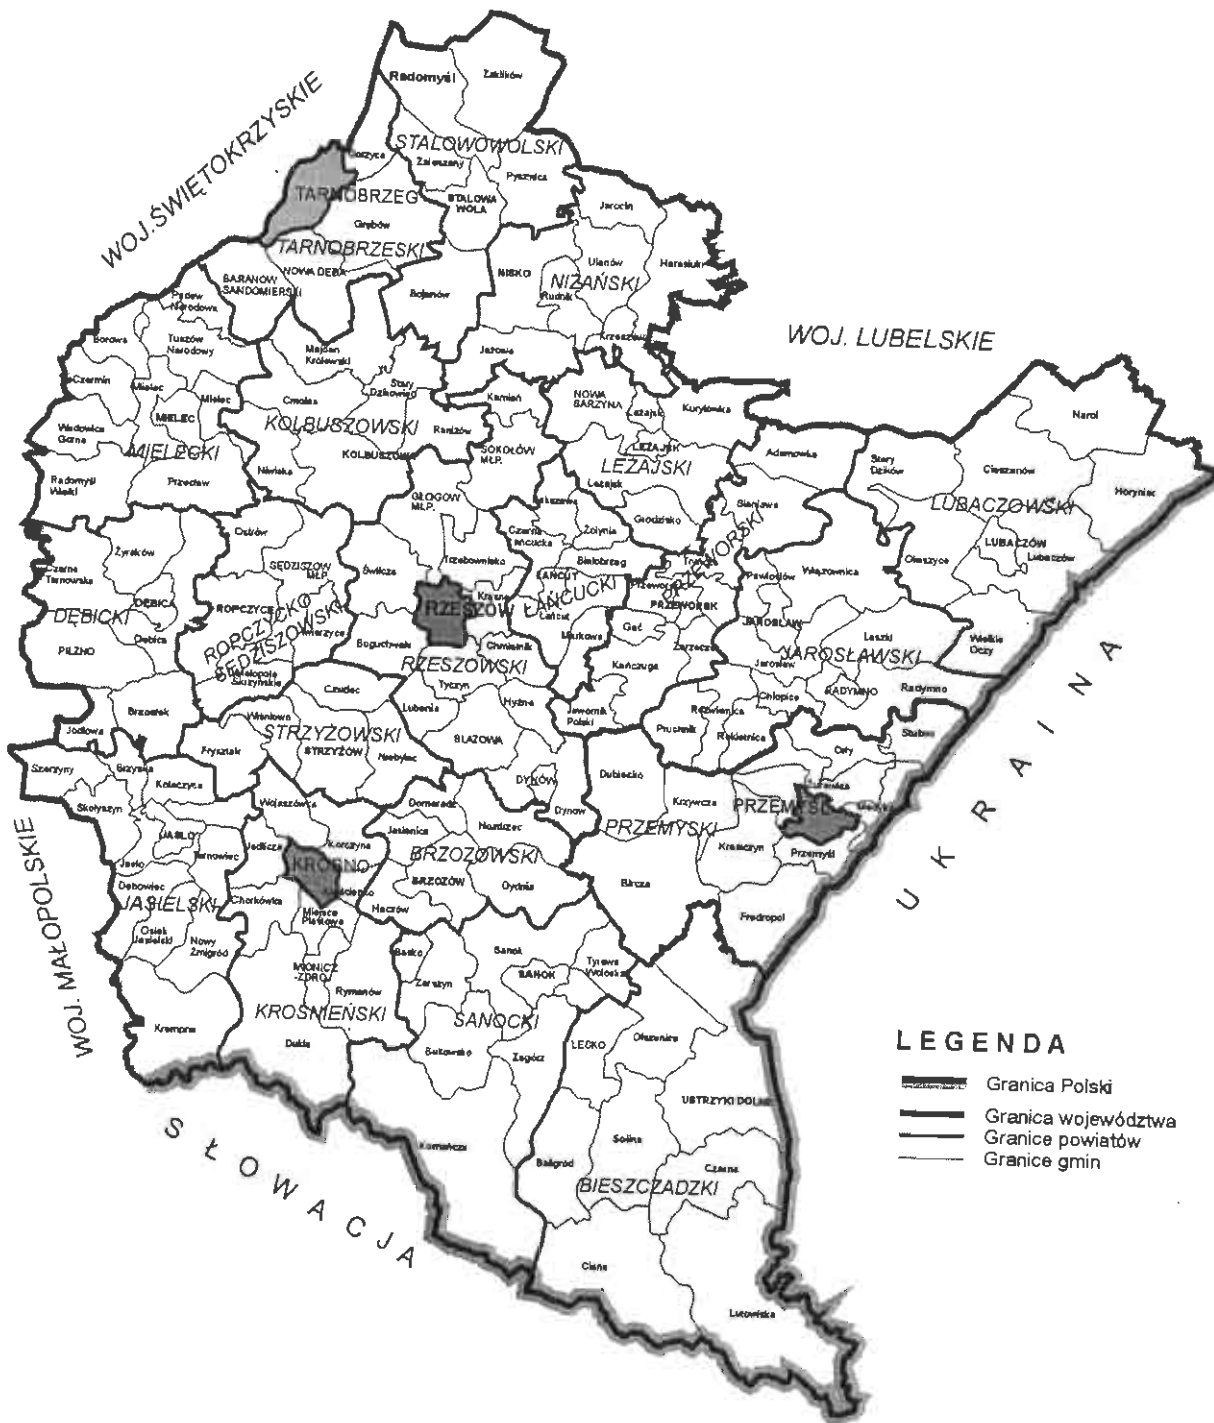 WOJ. ŚWIĘTOKRZYSKIE
Radomyśl
Zaklików
STALOWOWOLSKI
Zaleszany
Pysznica
TARNOBRZEG
STALOWA
WOLA
Jarocin
Grębów
TARNOBRZESKI
NOWA DĘBA
BARANÓW
SANDOMIERSKI
Bojanów
NISKO
Ulanów
NIŻAŃSKI
Rudnik
Krzeszów
Jeżowe
WOJ. LUBELSKIE
Padew
Narodowa
Borowa
Tuszów
Narodowy
Czermin
Mielec
Mielec
MIELEC
Wadowice
Górne
MIELECKI
Radomyśl
Wielki
Przecław
Majdan
Królewski
Cmolas
Stary
Dzikowiec
KOLBUSZOWSKI
Raniżów
KOLBUSZOWA
Niwiska
Kamień
SOKOŁÓW
MŁP.
NOWA
SARZYNA
Leżajsk
Kuryłówka
LEŻAJSK
LEŻAJSKI
Leżajsk
Grodzisko
Adamówka
Sieniawa
Narol
Stary
Dzików
Cieszanów
Horyniec
LUBACZOWSKI
LUBACZÓW
Lubaczów
Oleszyce
Wielkie
Oczy
GŁOGÓW
MŁP.
Ostrów
Żyraków
Czarna
Tarnowska
SĘDZISZÓW
MŁP.
ROPCZYCE
DĘBICA
DĘBICKI
Dębica
PILZNO
ROPCZYCKO
SĘDZISZOWSKI
Wielopole
Skrzyńskie
Świlcza
Trzebownisko
RZESZÓW
Boguchwała
Chmielnik
RZESZOWSKI
Tyczyn
Lubenia
Hyżne
BŁAŻOWA
Czarna
Łańcucka
Żołynia
Białobrzeg
ŁAŃCUT
ŁAŃCUCKI
Łańcut
Markowa
PRZEWORSK
Gać
Zarzecze
Kańczuga
Jawornik
Polski
Pawłosiów
Wiązownica
JAROSŁAW
Laszki
JAROSŁAWSKI
Jarosław
Chłopice
RADYMNO
Radymno
Roźwienica
Pruchnik
Rokietnica
Brzostek
Jodłowa
Czudec
Wiśniowa
STRZYŻOWSKI
STRZYŻÓW
Frysztak
Niebylec
DYNÓW
Dynów
Dubiecko
Krzywcza
PRZEMYSKI
Orły
Stubno
PRZEMYŚL
Krasiczyn
Przemyśl
Bircza
Fredropol
UKRAINA
Szerzyny
Brzyska
Kołaczyce
Skołyszyn
JASŁO
Tarnowiec
Jasło
Dębowiec
JASIELSKI
Osiek
Jasielski
Nowy
Żmigród
Krempna
WOJ. MAŁOPOLSKIE
Wojaszówka
Jedlicze
Korczyna
KROSNO
Chorkówka
Miejsce
Piastowe
IWONICZ
-ZDRÓJ
Rymanów
KROŚNIEŃSKI
Dukla
Domaradz
Jasienica
Nozdrzec
BRZOZOWSKI
BRZOZÓW
Dydnia
Haczów
Besko
Sanok
SANOK
Tyrawa
Wołoska
Zarszyn
SANOCKI
Bukowsko
Zagórz
Komańcza
LESKO
Olszanica
USTRZYKI DOLNE
Solina
Baligród
Czarna
BIESZCZADZKI
Cisna
Lutowiska
SŁOWACJA
LEGENDA
Granica Polski
Granica województwa
Granice powiatów
Granice gmin